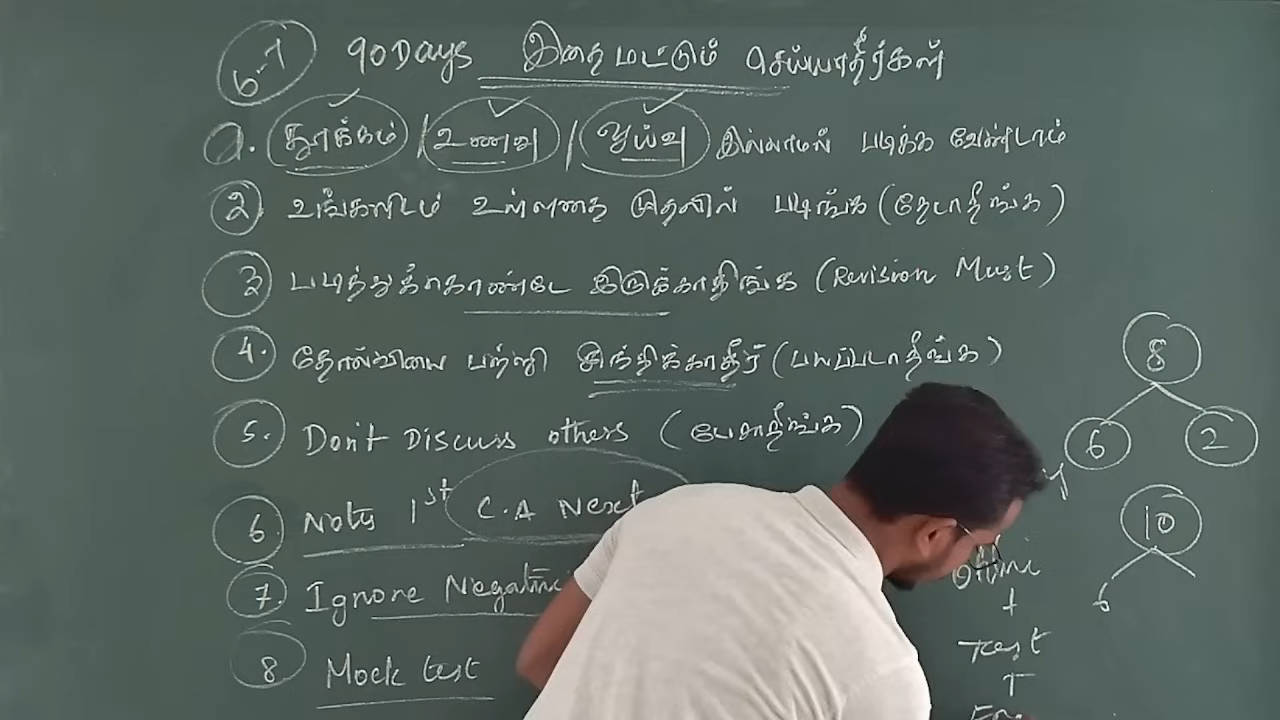 6-7 90 Days இதை மட்டும் செய்யாதீர்கள்
1. தூக்கம் / உணவு / ஓய்வு இல்லாமல் படிக்க வேண்டாம்
2. உங்களிடம் உள்ளதை முதலில் படிங்க (தேடாதீங்க)
3 படித்துக்கொண்டே இருக்காதிங்க (Revision Must)
4. தோல்வியை பற்றி சிந்திக்காதீர் (பயப்படாதீங்க)
5. Don't Discuss others (பேசாதீங்க)
6 Notes 1st C.A Next
7 Ignore
8 Mock test
8
6 2
10
6
+
Test
+